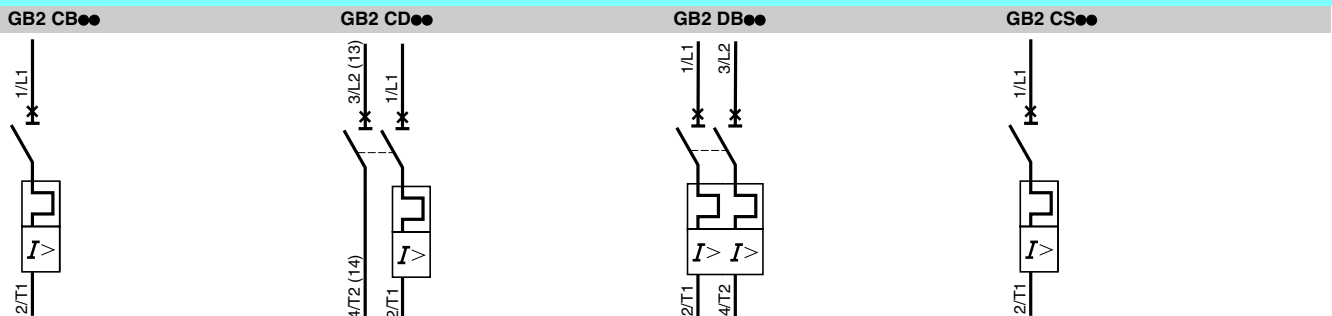 GB2 CB●●
GB2 CD●●
GB2 DB●●
GB2 CS●●
1/L1
3/L2 (13)
1/L1
1/L1
3/L2
1/L1
I>
I>
I> I>
I>
2/T1
4/T2 (14)
2/T1
2/T1
4/T2
2/T1